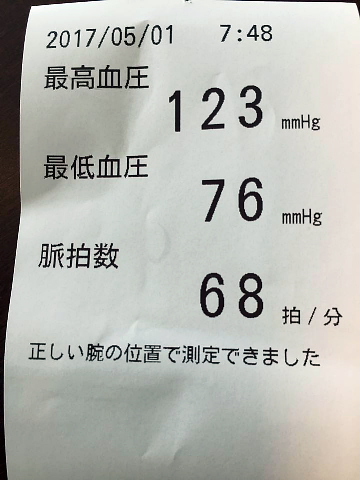 2017/05/01 7:48
最高血圧
123 mmHg
最低血圧
76 mmHg
脈拍数
68 拍/分
正しい腕の位置で測定できました